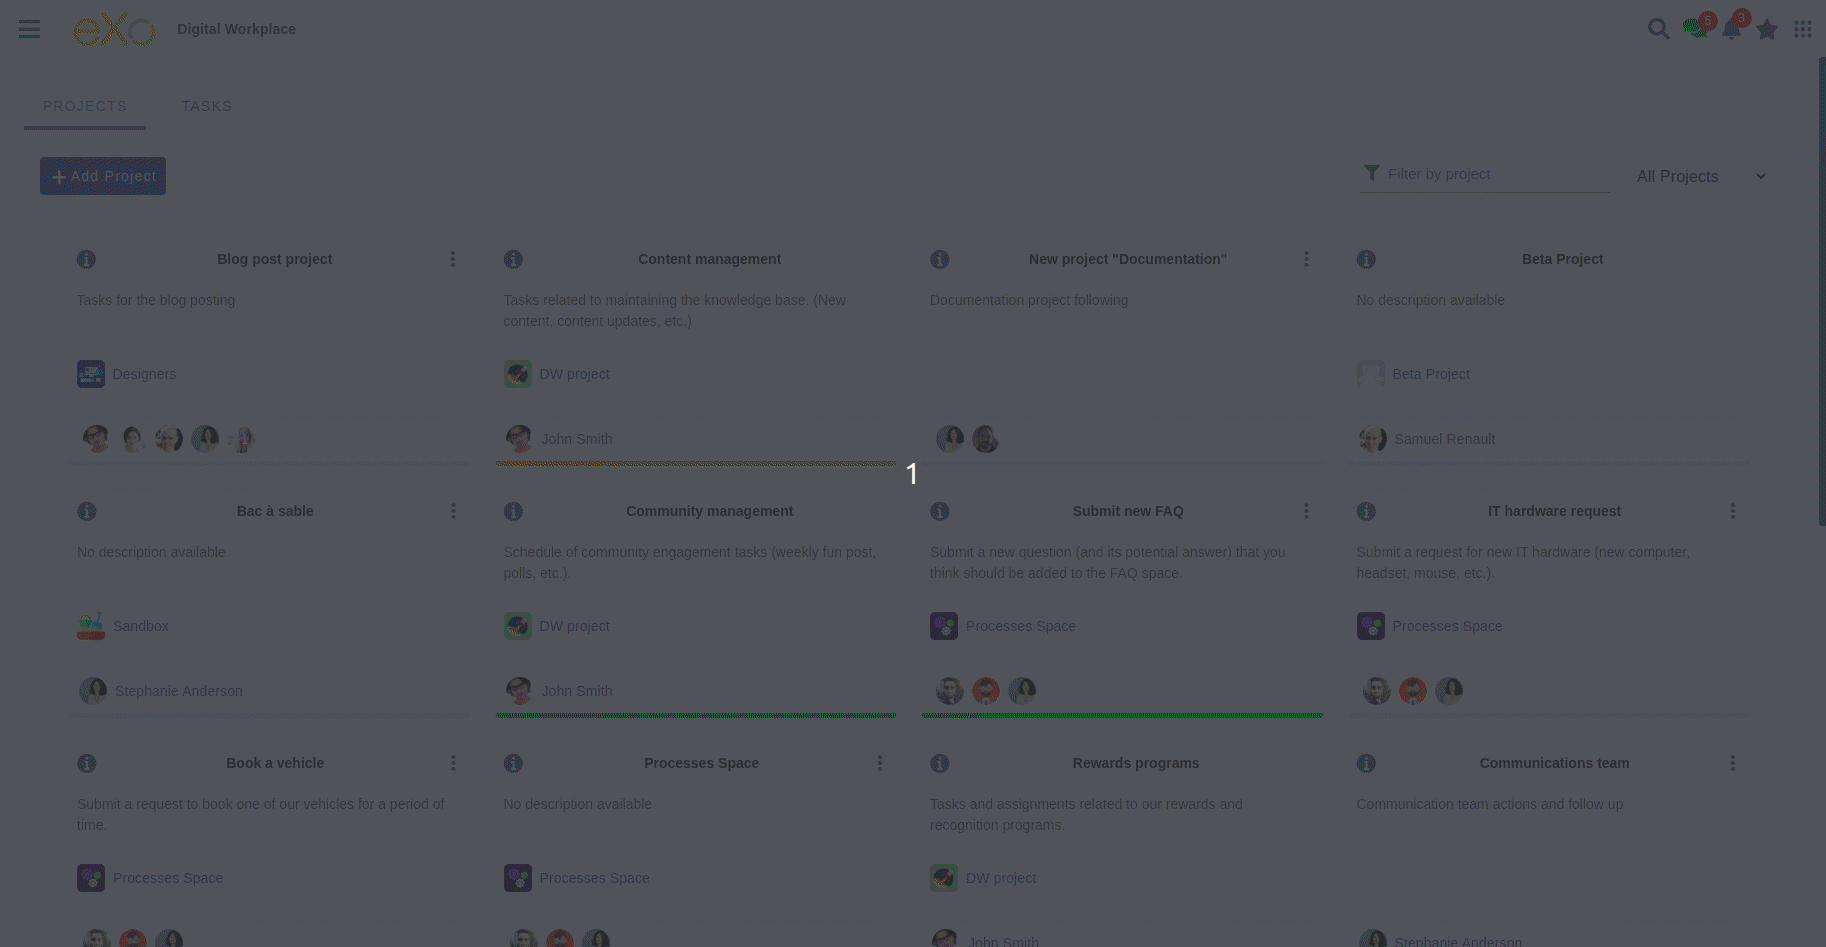 eXo
Digital Workplace
5
3
PROJECTS
TASKS
Add Project
Filter by project
All Projects
Blog post project
Content management
New project "Documentation"
Beta Project
Tasks for the blog posting
Tasks related to maintaining the knowledge base. (New
content, content updates, etc.)
Documentation project following
No description available
Designers
DW project
Beta Project
John Smith
Samuel Renault
1
Bac à sable
Community management
Submit new FAQ
IT hardware request
No description available
Schedule of community engagement tasks (weekly fun post,
polls, etc.).
Submit a new question (and its potential answer) that you
think should be added to the FAQ space.
Submit a request for new IT hardware (new computer,
headset, mouse, etc.).
Sandbox
DW project
Processes Space
Processes Space
Stephanie Anderson
John Smith
Book a vehicle
Processes Space
Rewards programs
Communications team
Submit a request to book one of our vehicles for a period of
time.
No description available
Tasks and assignments related to our rewards and
recognition programs.
Communication team actions and follow up
Processes Space
Processes Space
DW project
John Smith
Stephanie Anderson